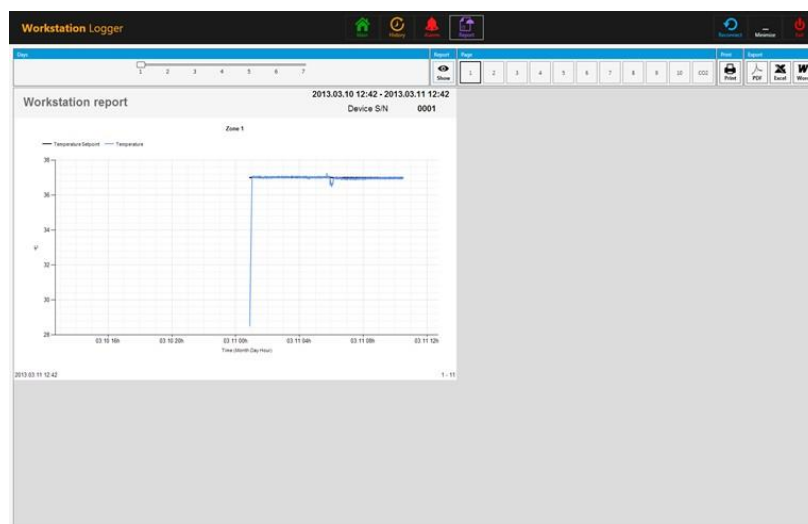 Workstation Logger
Main
History
Alarms
Report
Reconnect
Minimize
Exit
Days
Report
Page
Print
Export
1 2 3 4 5 6 7
Show
1 2 3 4 5 6 7 8 9 10 CO2
Print
PDF
Excel
Word
Workstation report
2013.03.10 12:42 - 2013.03.11 12:42
Device S/N 0001
Zone 1
Temperature Setpoint Temperature
38
36
34
32
30
28
°C
03 10 16h 03 10 20h 03 11 00h 03 11 04h 03 11 08h 03 11 12h
Time (Month Day Hour)
2013 03 11 12:42
1 - 11